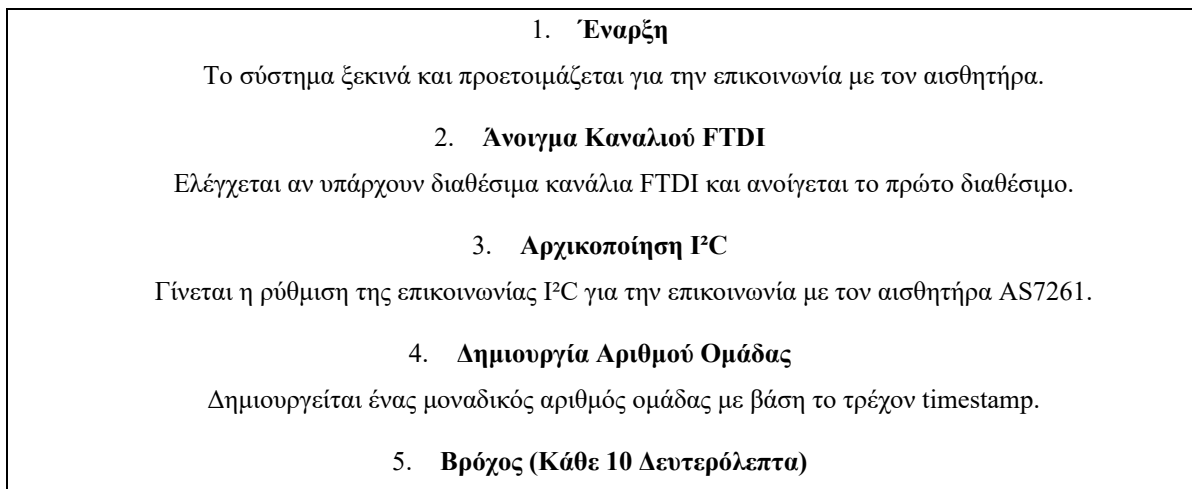 1. Έναρξη
Το σύστημα ξεκινά και προετοιμάζεται για την επικοινωνία με τον αισθητήρα.
2. Άνοιγμα Καναλιού FTDI
Ελέγχεται αν υπάρχουν διαθέσιμα κανάλια FTDI και ανοίγεται το πρώτο διαθέσιμο.
3. Αρχικοποίηση I²C
Γίνεται η ρύθμιση της επικοινωνίας I²C για την επικοινωνία με τον αισθητήρα AS7261.
4. Δημιουργία Αριθμού Ομάδας
Δημιουργείται ένας μοναδικός αριθμός ομάδας με βάση το τρέχον timestamp.
5. Βρόχος (Κάθε 10 Δευτερόλεπτα)